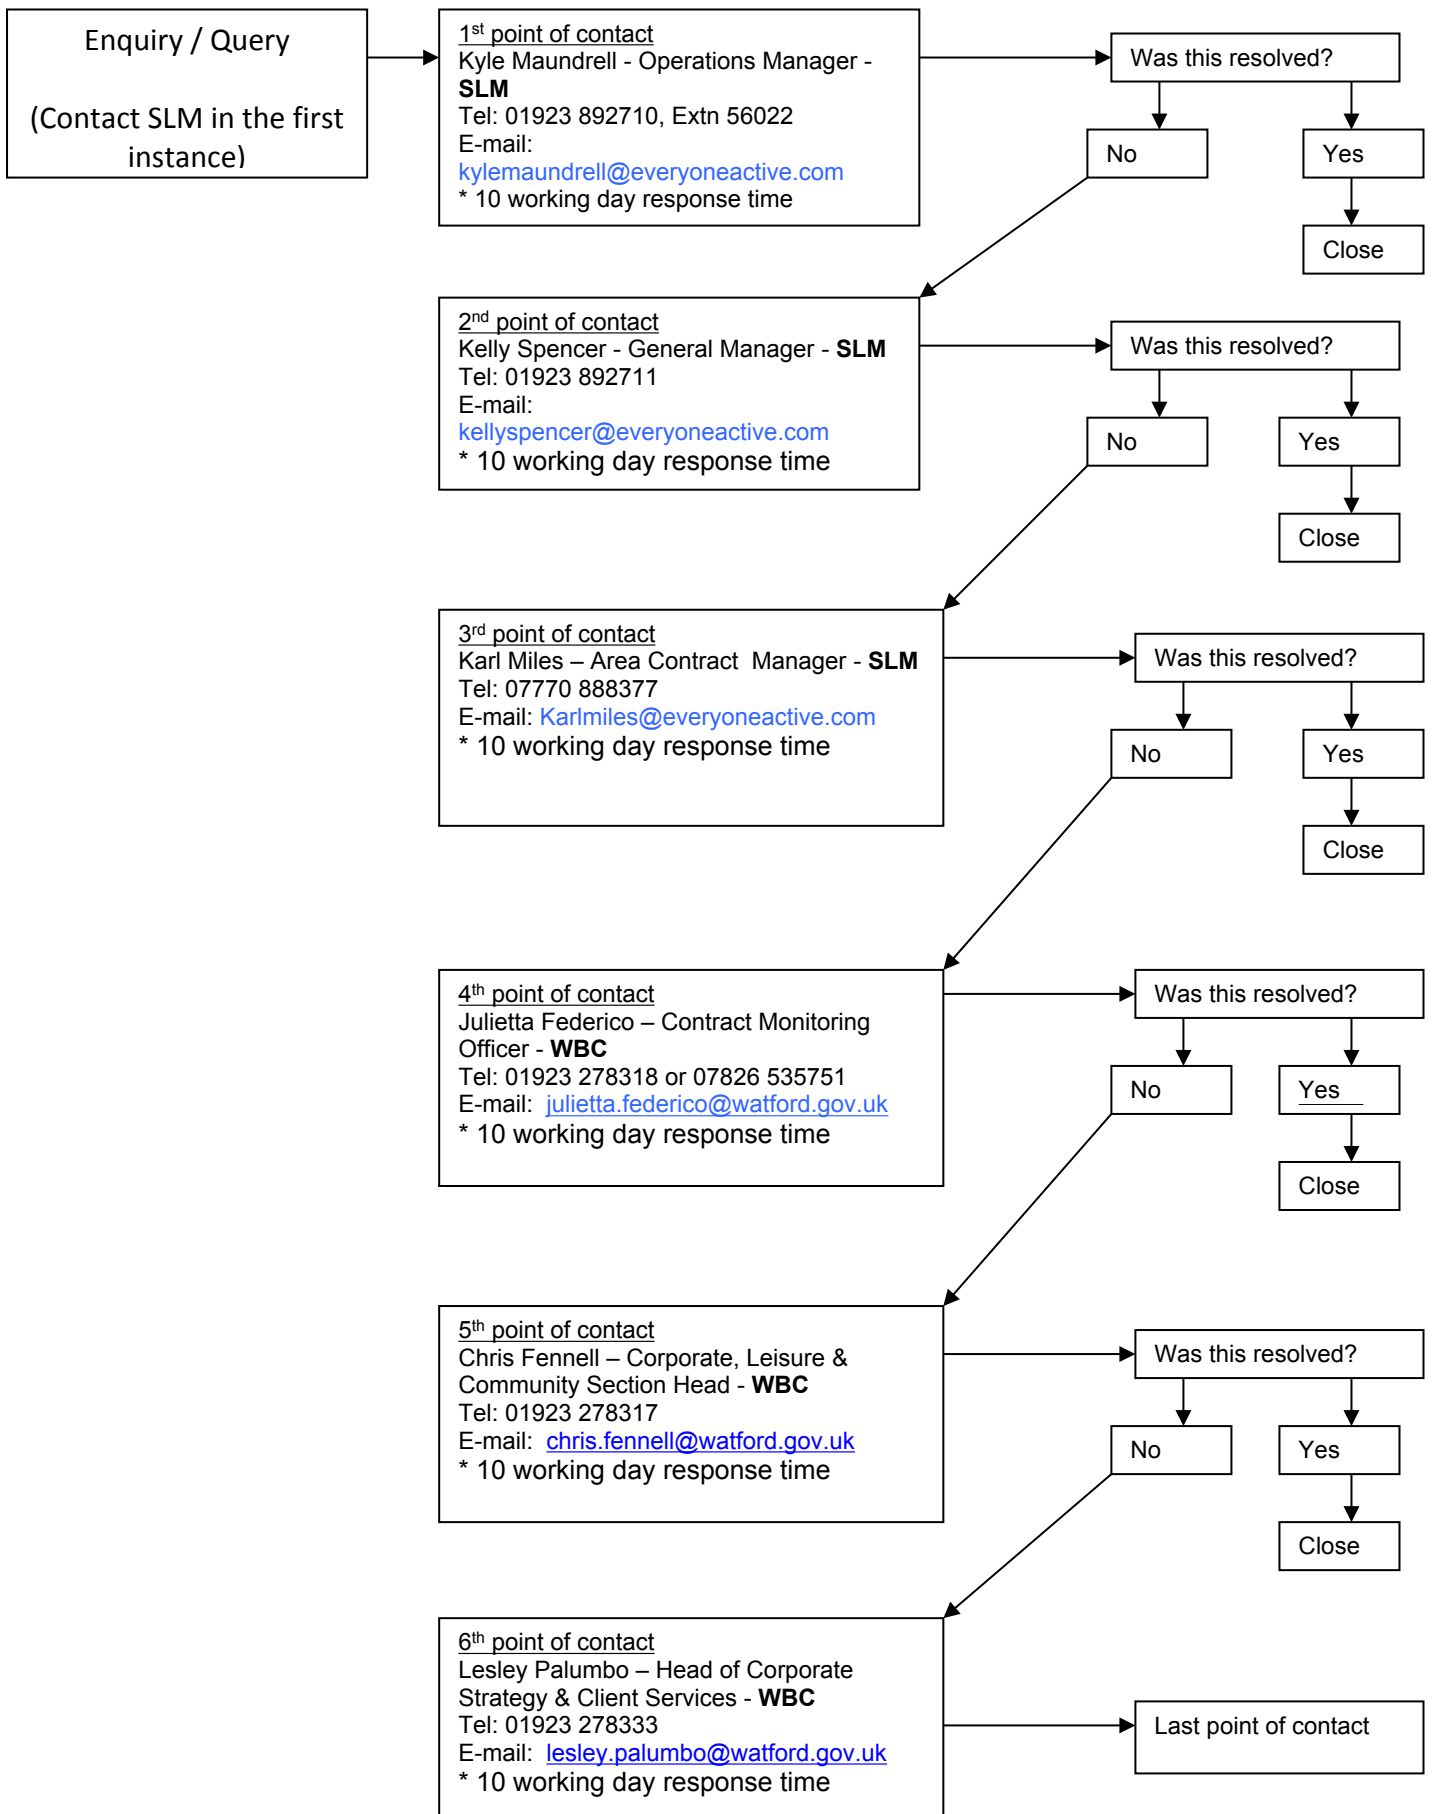 Enquiry / Query
(Contact SLM in the first
instance)
1st point of contact
Kyle Maundrell - Operations Manager -
SLM
Tel: 01923 892710, Extn 56022
E-mail:
kylemaundrell@everyoneactive.com
* 10 working day response time
Was this resolved?
No
Yes
Close
2nd point of contact
Kelly Spencer - General Manager - SLM
Tel: 01923 892711
E-mail:
kellyspencer@everyoneactive.com
* 10 working day response time
Was this resolved?
No
Yes
Close
3rd point of contact
Karl Miles – Area Contract  Manager - SLM
Tel: 07770 888377
E-mail: Karlmiles@everyoneactive.com
* 10 working day response time
Was this resolved?
No
Yes
Close
4th point of contact
Julietta Federico – Contract Monitoring
Officer - WBC
Tel: 01923 278318 or 07826 535751
E-mail:  julietta.federico@watford.gov.uk
* 10 working day response time
Was this resolved?
No
Yes
Close
5th point of contact
Chris Fennell – Corporate, Leisure &
Community Section Head - WBC
Tel: 01923 278317
E-mail:  chris.fennell@watford.gov.uk
* 10 working day response time
Was this resolved?
No
Yes
Close
6th point of contact
Lesley Palumbo – Head of Corporate
Strategy & Client Services - WBC
Tel: 01923 278333
E-mail:  lesley.palumbo@watford.gov.uk
* 10 working day response time
Last point of contact